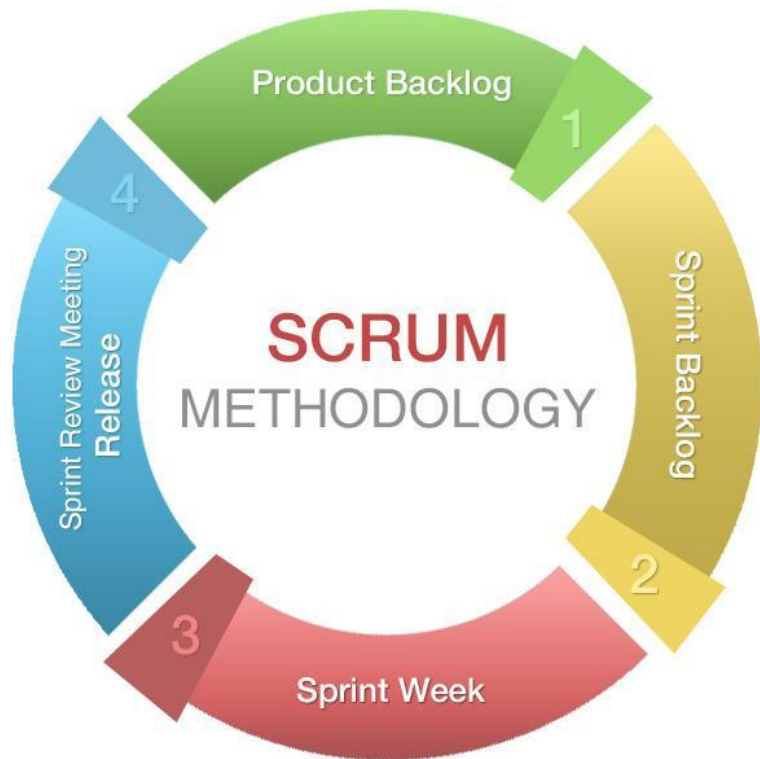 Product Backlog
1
Sprint Backlog
2
Sprint Week
3
Sprint Review Meeting
Release
4
SCRUM
METHODOLOGY